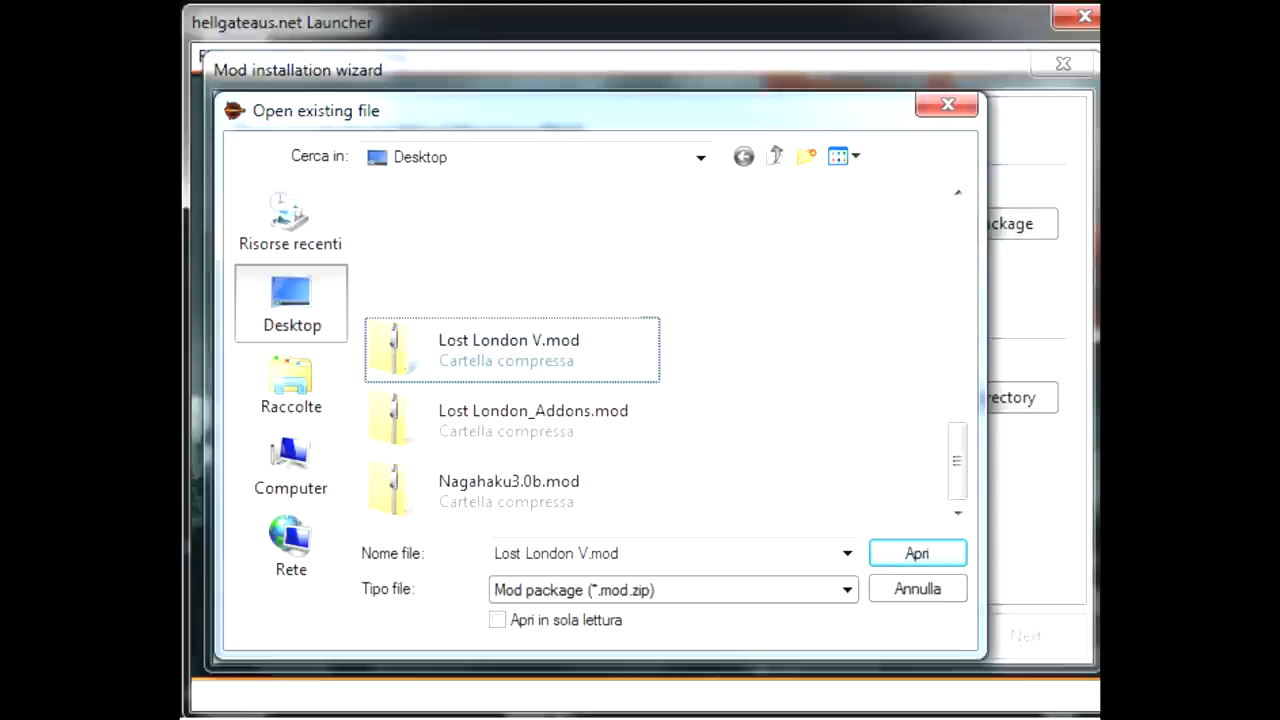 hellgateaus.net Launcher
Mod installation wizard
Open existing file
Cerca in:
Desktop
Risorse recenti
Desktop
Raccolte
Computer
Rete
Lost London V.mod
Cartella compressa
Lost London_Addons.mod
Cartella compressa
Nagahaku3.0b.mod
Cartella compressa
Nome file:
Lost London V.mod
Apri
Tipo file:
Mod package (*.mod.zip)
Annulla
Apri in sola lettura
ckage
rectory
Next